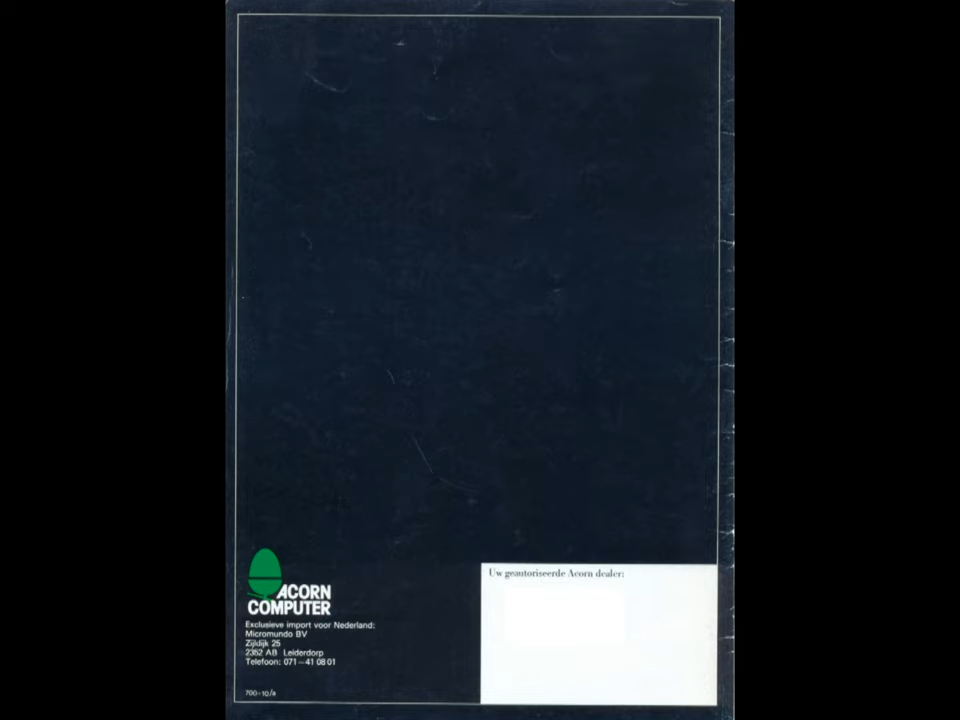 ACORN
COMPUTER
Exclusieve import voor Nederland:
Micromundo BV
Zijldijk 25
2352 AB Leiderdorp
Telefoon: 071-41 08 01
700-10/a
Uw geautoriseerde Acorn dealer: